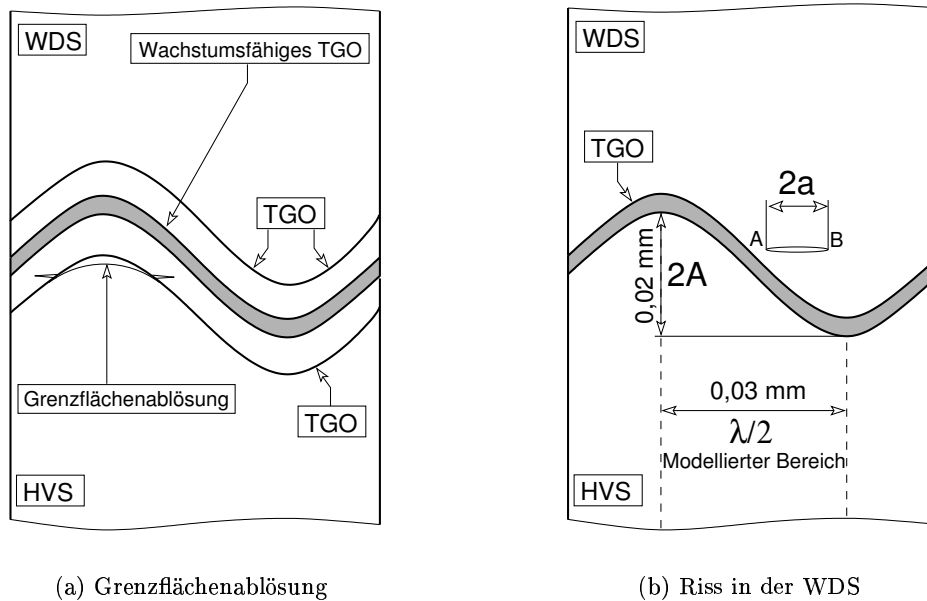 WDS
Wachstumsfähiges TGO
TGO
Grenzflächenablösung
TGO
HVS
(a) Grenzflächenablösung
WDS
TGO
2a
A
B
0,02 mm
2A
0,03 mm
λ/2
Modellierter Bereich
HVS
(b) Riss in der WDS